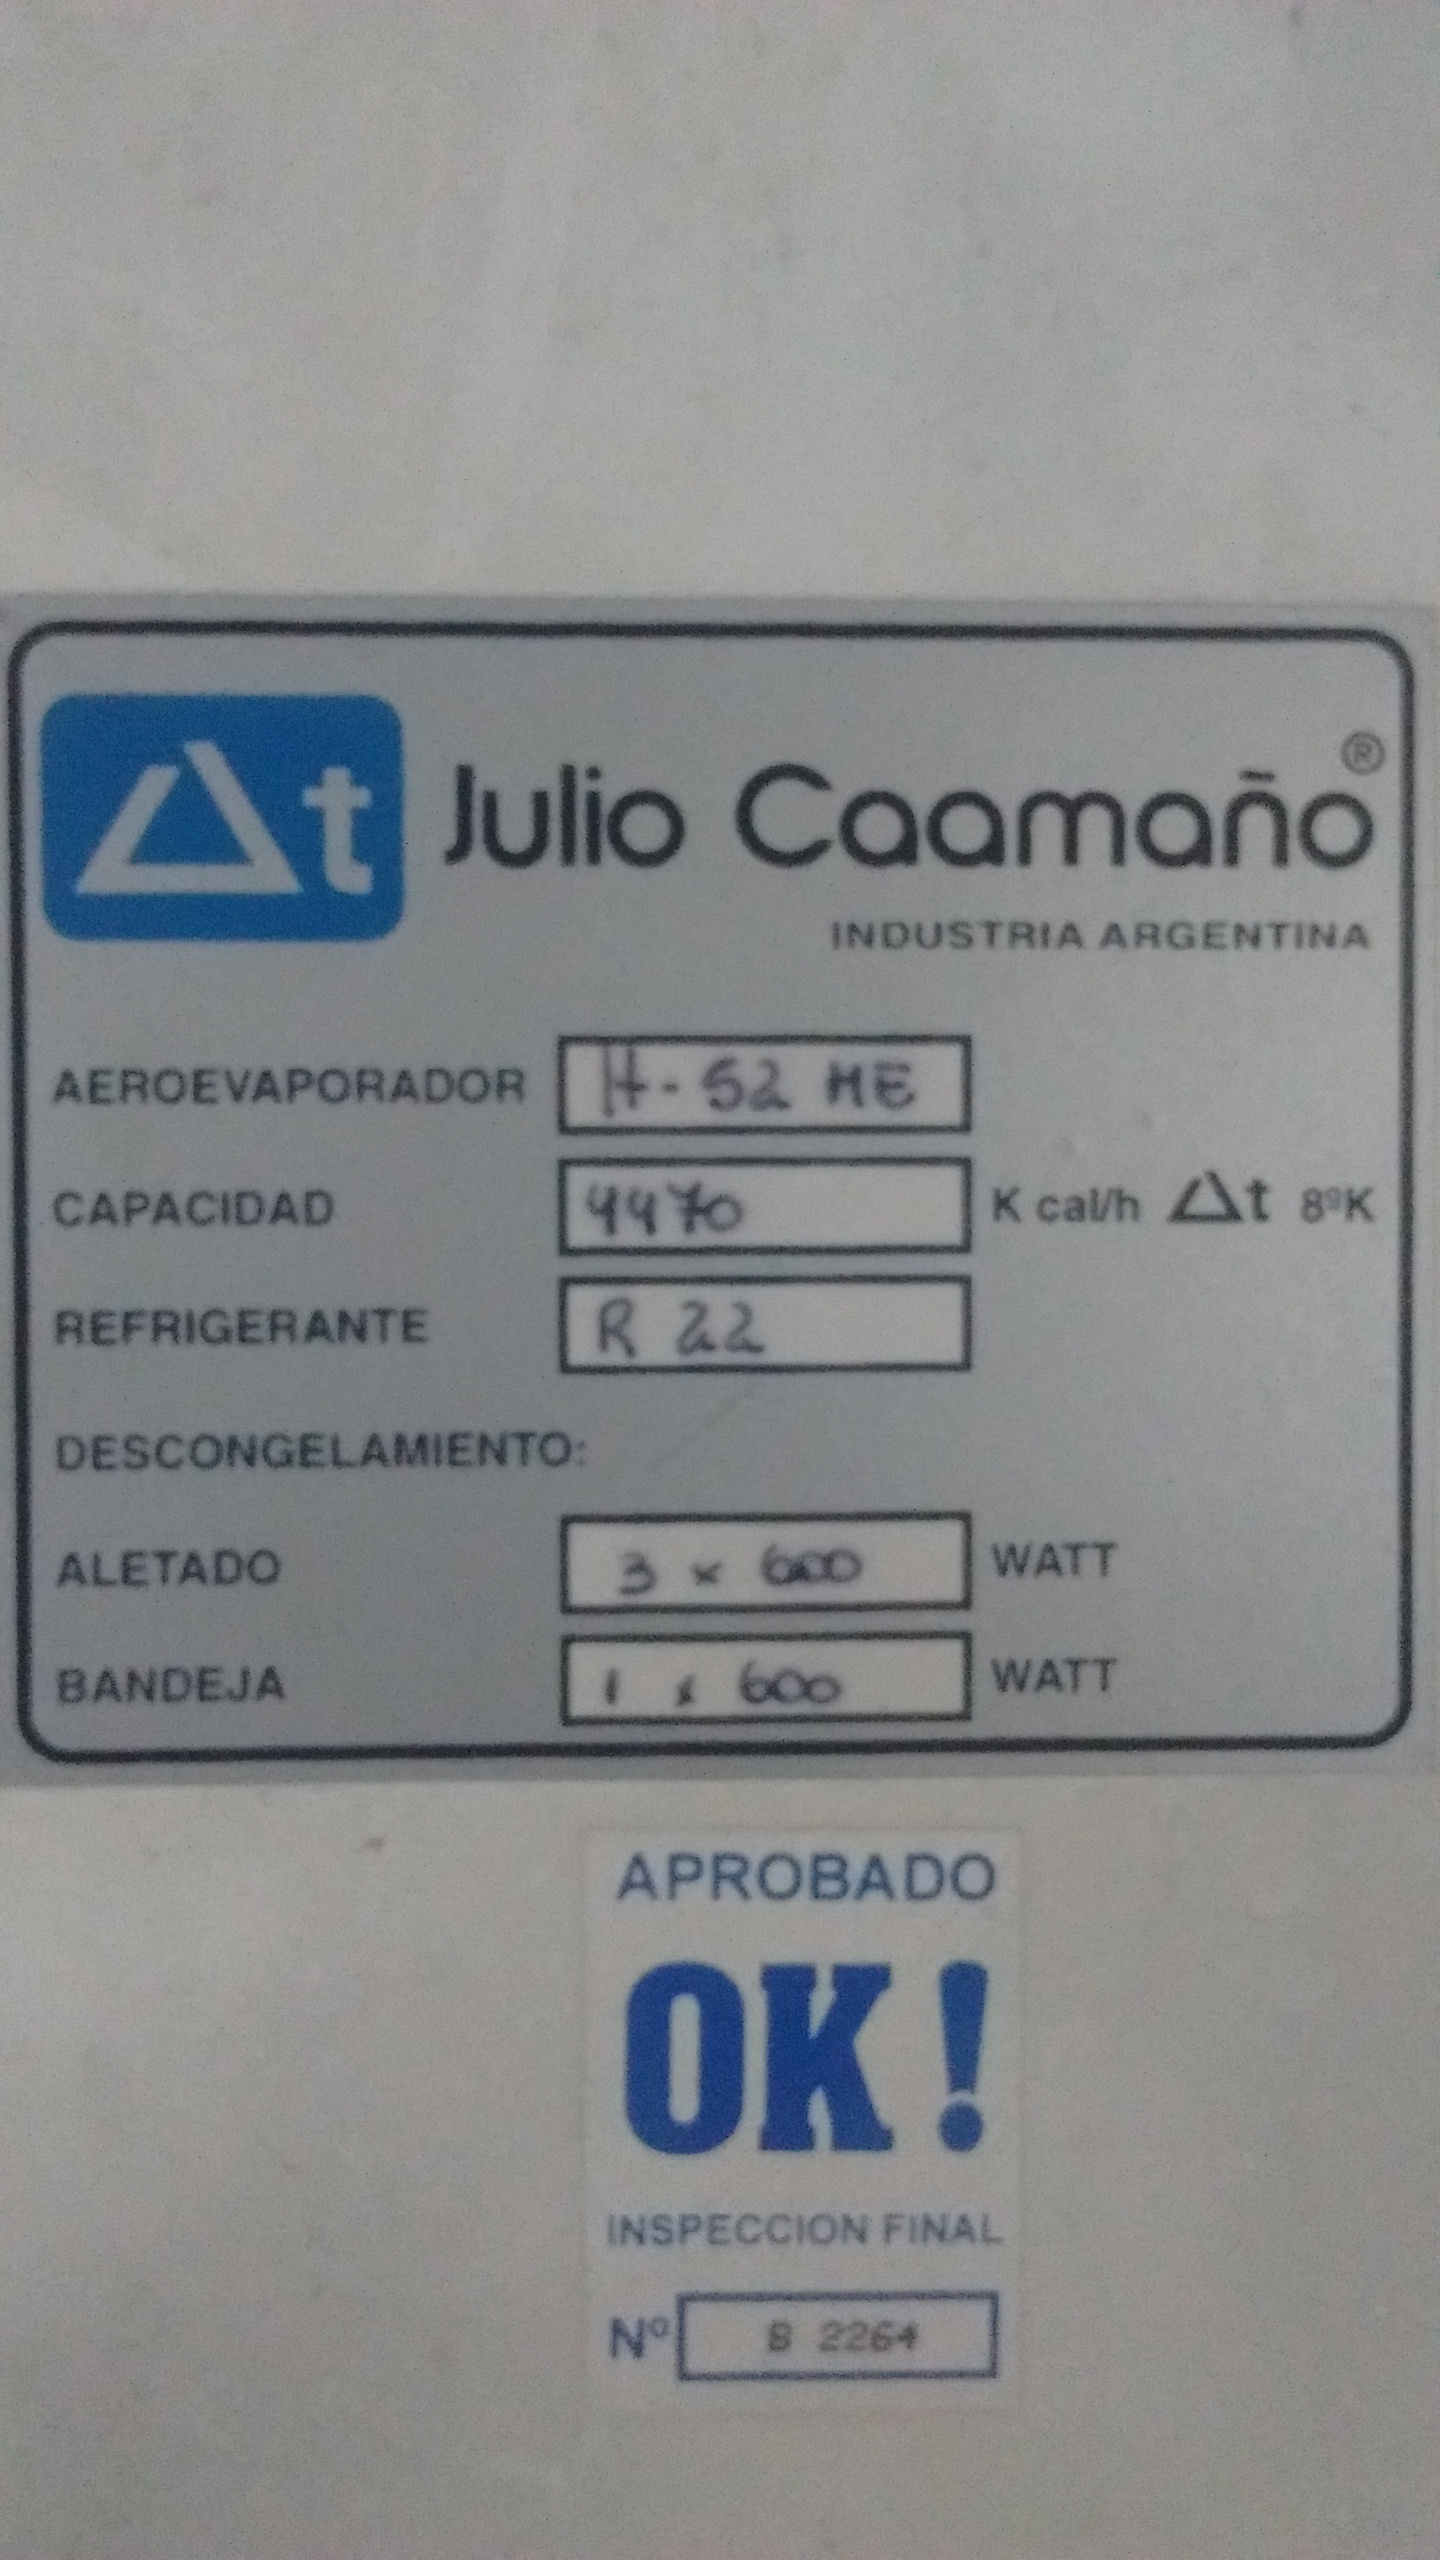 Δt Julio Caamaño ®
INDUSTRIA ARGENTINA
AEROEVAPORADOR H-52 ME
CAPACIDAD 4470 K cal/h Δt 8ºK
REFRIGERANTE R 22
DESCONGELAMIENTO:
ALETADO 3 x 600 WATT
BANDEJA 1 x 600 WATT
APROBADO
OK!
INSPECCION FINAL
Nº B 2264